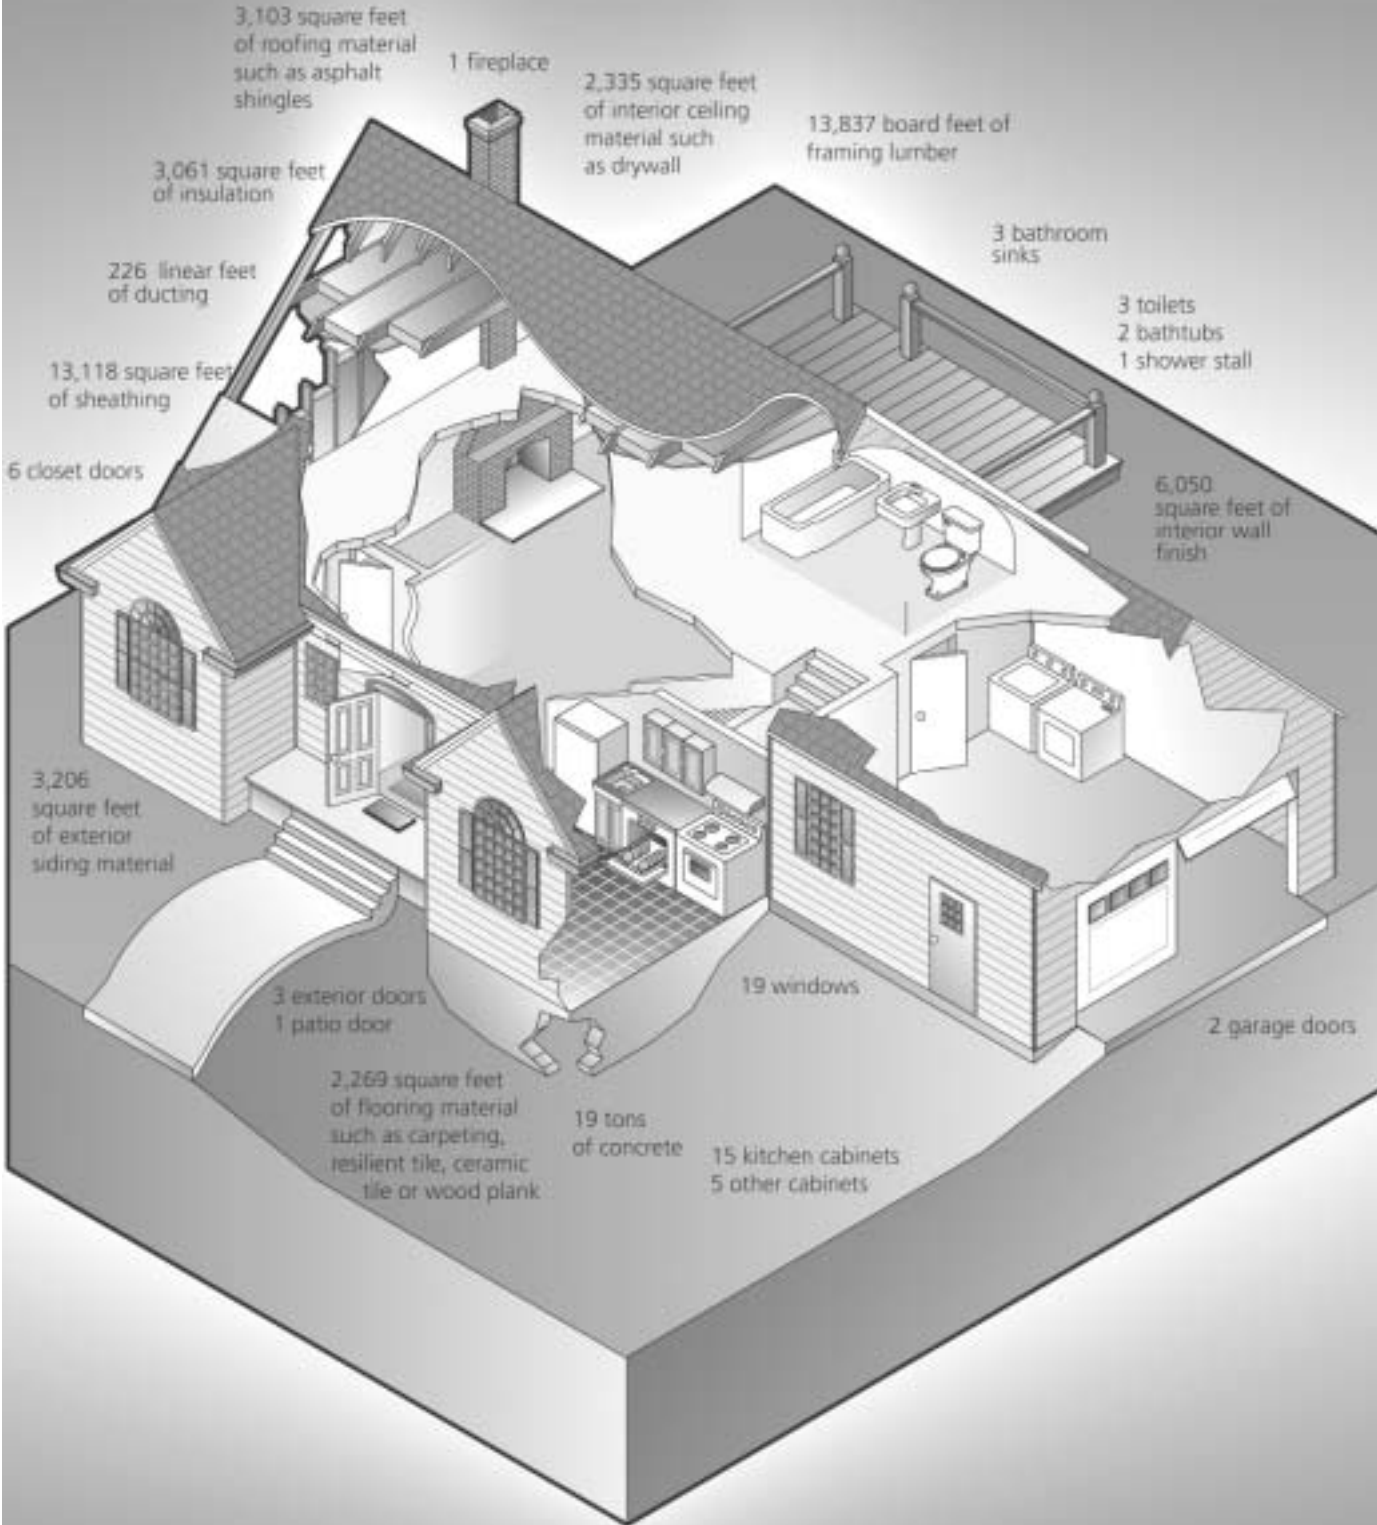 3,103 square feet
of roofing material
such as asphalt
shingles
1 fireplace
2,335 square feet
of interior ceiling
material such
as drywall
13,837 board feet of
framing lumber
3,061 square feet
of insulation
3 bathroom
sinks
226 linear feet
of ducting
3 toilets
2 bathtubs
1 shower stall
13,118 square feet
of sheathing
6 closet doors
6,050
square feet of
interior wall
finish
3,206
square feet
of exterior
siding material
3 exterior doors
1 patio door
19 windows
2 garage doors
2,269 square feet
of flooring material
such as carpeting,
resilient tile, ceramic
tile or wood plank
19 tons
of concrete
15 kitchen cabinets
5 other cabinets